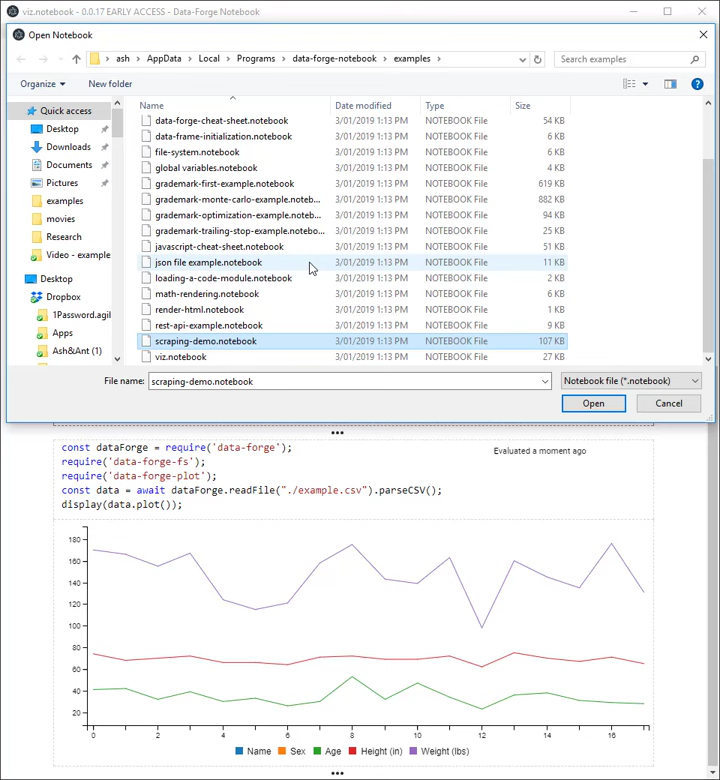 viz.notebook - 0.0.17 EARLY ACCESS - Data-Forge Notebook
Open Notebook
ash > AppData > Local > Programs > data-forge-notebook > examples >
Search examples
Organize
New folder
Quick access
Desktop
Downloads
Documents
Pictures
examples
movies
Research
Video - example
Desktop
Dropbox
1Password.agil
Apps
Ash&Ant (1)
Name Date modified Type Size
data-forge-cheat-sheet.notebook 3/01/2019 1:13 PM NOTEBOOK File 54 KB
data-frame-initialization.notebook 3/01/2019 1:13 PM NOTEBOOK File 6 KB
file-system.notebook 3/01/2019 1:13 PM NOTEBOOK File 6 KB
global variables.notebook 3/01/2019 1:13 PM NOTEBOOK File 4 KB
grademark-first-example.notebook 3/01/2019 1:13 PM NOTEBOOK File 619 KB
grademark-monte-carlo-example.noteb... 3/01/2019 1:13 PM NOTEBOOK File 882 KB
grademark-optimization-example.noteb... 3/01/2019 1:13 PM NOTEBOOK File 94 KB
grademark-trailing-stop-example.notebo... 3/01/2019 1:13 PM NOTEBOOK File 25 KB
javascript-cheat-sheet.notebook 3/01/2019 1:13 PM NOTEBOOK File 51 KB
json file example.notebook 3/01/2019 1:13 PM NOTEBOOK File 11 KB
loading-a-code-module.notebook 3/01/2019 1:13 PM NOTEBOOK File 2 KB
math-rendering.notebook 3/01/2019 1:13 PM NOTEBOOK File 6 KB
render-html.notebook 3/01/2019 1:13 PM NOTEBOOK File 1 KB
rest-api-example.notebook 3/01/2019 1:13 PM NOTEBOOK File 9 KB
scraping-demo.notebook 3/01/2019 1:13 PM NOTEBOOK File 107 KB
viz.notebook 3/01/2019 1:13 PM NOTEBOOK File 27 KB
File name: scraping-demo.notebook Notebook file (*.notebook)
Open Cancel
const dataForge = require('data-forge'); Evaluated a moment ago
require('data-forge-fs');
require('data-forge-plot');
const data = await dataForge.readFile("./example.csv").parseCSV();
display(data.plot());
180
160
140
120
100
80
60
40
20
0 2 4 6 8 10 12 14 16
Name Sex Age Height (in) Weight (lbs)